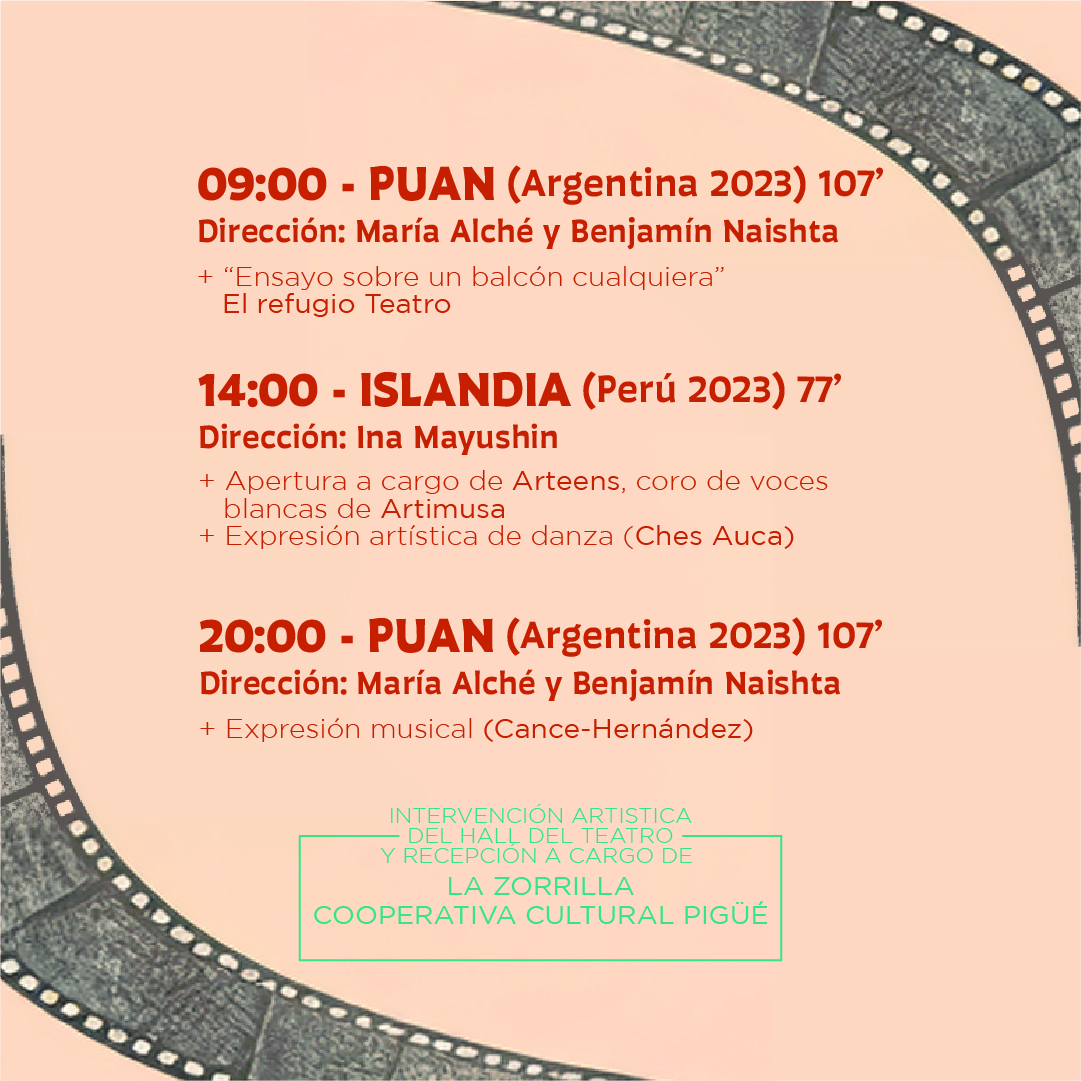 09:00 - PUAN (Argentina 2023) 107’
Dirección: María Alché y Benjamín Naishta
+ “Ensayo sobre un balcón cualquiera”
El refugio Teatro
14:00 - ISLANDIA (Perú 2023) 77’
Dirección: Ina Mayushin
+ Apertura a cargo de Arteens, coro de voces
blancas de Artimusa
+ Expresión artística de danza (Ches Auca)
20:00 - PUAN (Argentina 2023) 107’
Dirección: María Alché y Benjamín Naishta
+ Expresión musical (Cance-Hernández)
INTERVENCIÓN ARTISTICA
DEL HALL DEL TEATRO
Y RECEPCIÓN A CARGO DE
LA ZORRILLA
COOPERATIVA CULTURAL PIGÜÉ